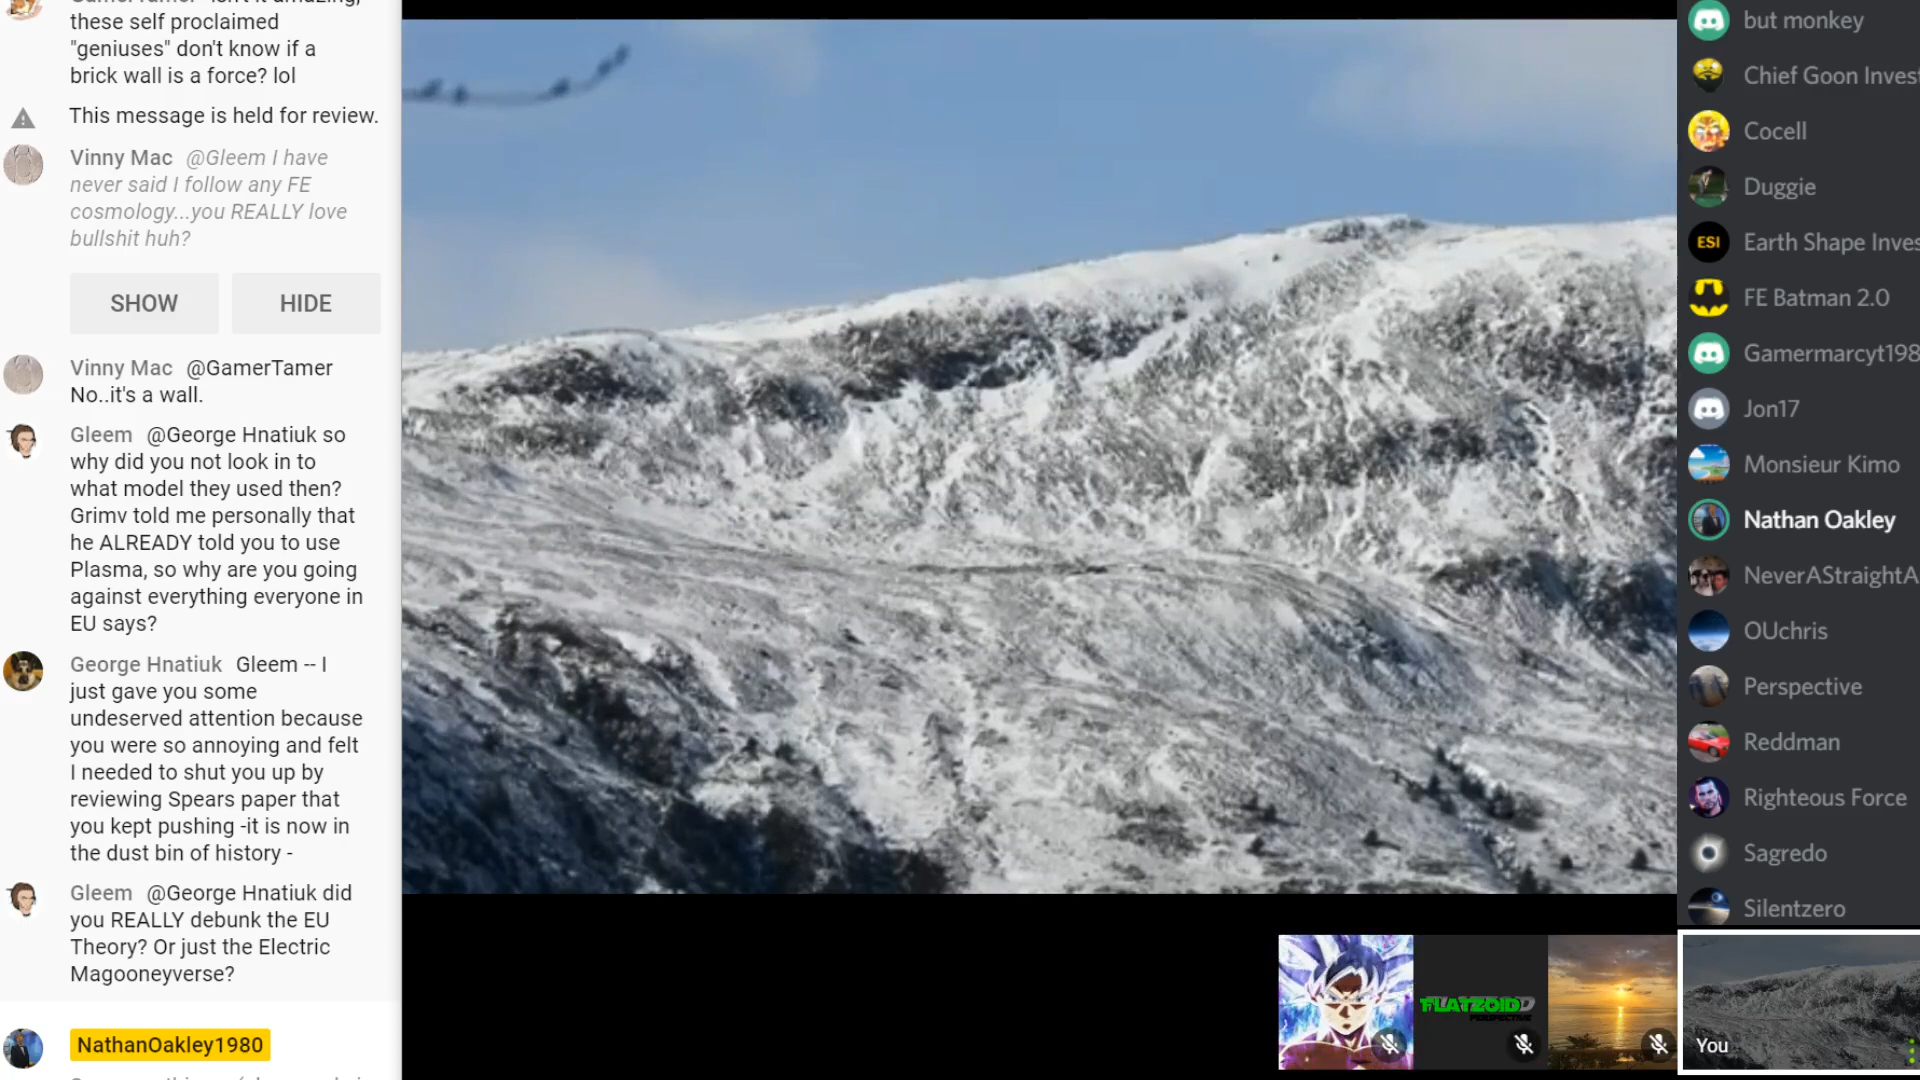 these self proclaimed
"geniuses" don't know if a
brick wall is a force? lol
This message is held for review.
Vinny Mac @Gleem I have
never said I follow any FE
cosmology...you REALLY love
bullshit huh?
SHOW HIDE
Vinny Mac @GamerTamer
No..it's a wall.
Gleem @George Hnatiuk so
why did you not look in to
what model they used then?
Grimv told me personally that
he ALREADY told you to use
Plasma, so why are you going
against everything everyone in
EU says?
George Hnatiuk Gleem -- I
just gave you some
undeserved attention because
you were so annoying and felt
I needed to shut you up by
reviewing Spears paper that
you kept pushing -it is now in
the dust bin of history -
Gleem @George Hnatiuk did
you REALLY debunk the EU
Theory? Or just the Electric
Magooneyverse?
NathanOakley1980
FLATZOID
PERSPECTIVE
You
but monkey
Chief Goon Invest
Cocell
Duggie
ESI
Earth Shape Inves
FE Batman 2.0
Gamermarcyt198
Jon17
Monsieur Kimo
Nathan Oakley
NeverAStraightA
OUchris
Perspective
Reddman
Righteous Force
Sagredo
Silentzero